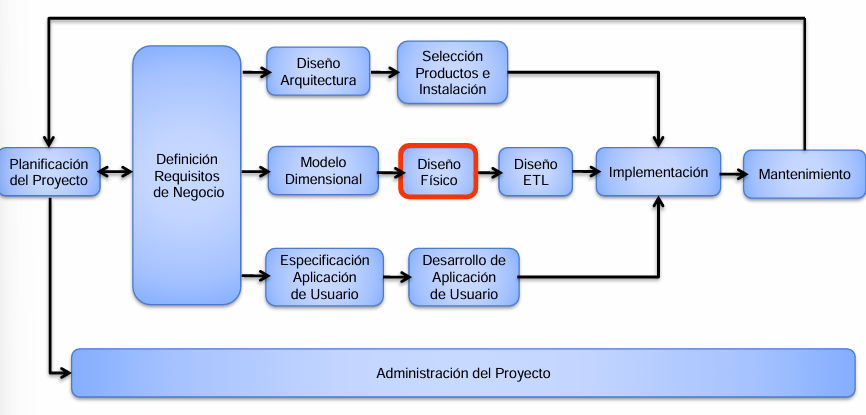 Planificación
del Proyecto
Definición
Requisitos
de Negocio
Diseño
Arquitectura
Selección
Productos e
Instalación
Modelo
Dimensional
Diseño
Físico
Diseño
ETL
Implementación
Mantenimiento
Especificación
Aplicación
de Usuario
Desarrollo de
Aplicación
de Usuario
Administración del Proyecto